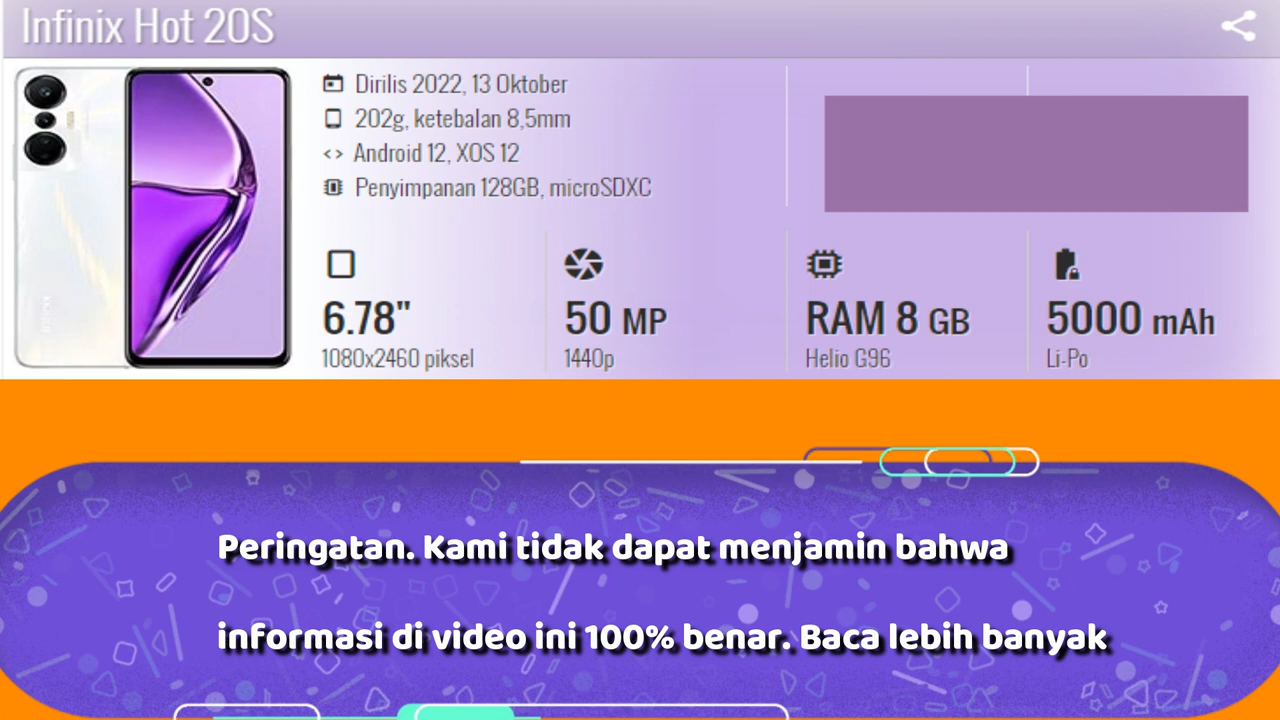 Infinix Hot 20S
Dirilis 2022, 13 Oktober
202g, ketebalan 8,5mm
Android 12, XOS 12
Penyimpanan 128GB, microSDXC
6.78"
1080x2460 piksel
50 MP
1440p
RAM 8 GB
Helio G96
5000 mAh
Li-Po
Peringatan. Kami tidak dapat menjamin bahwa
informasi di video ini 100% benar. Baca lebih banyak